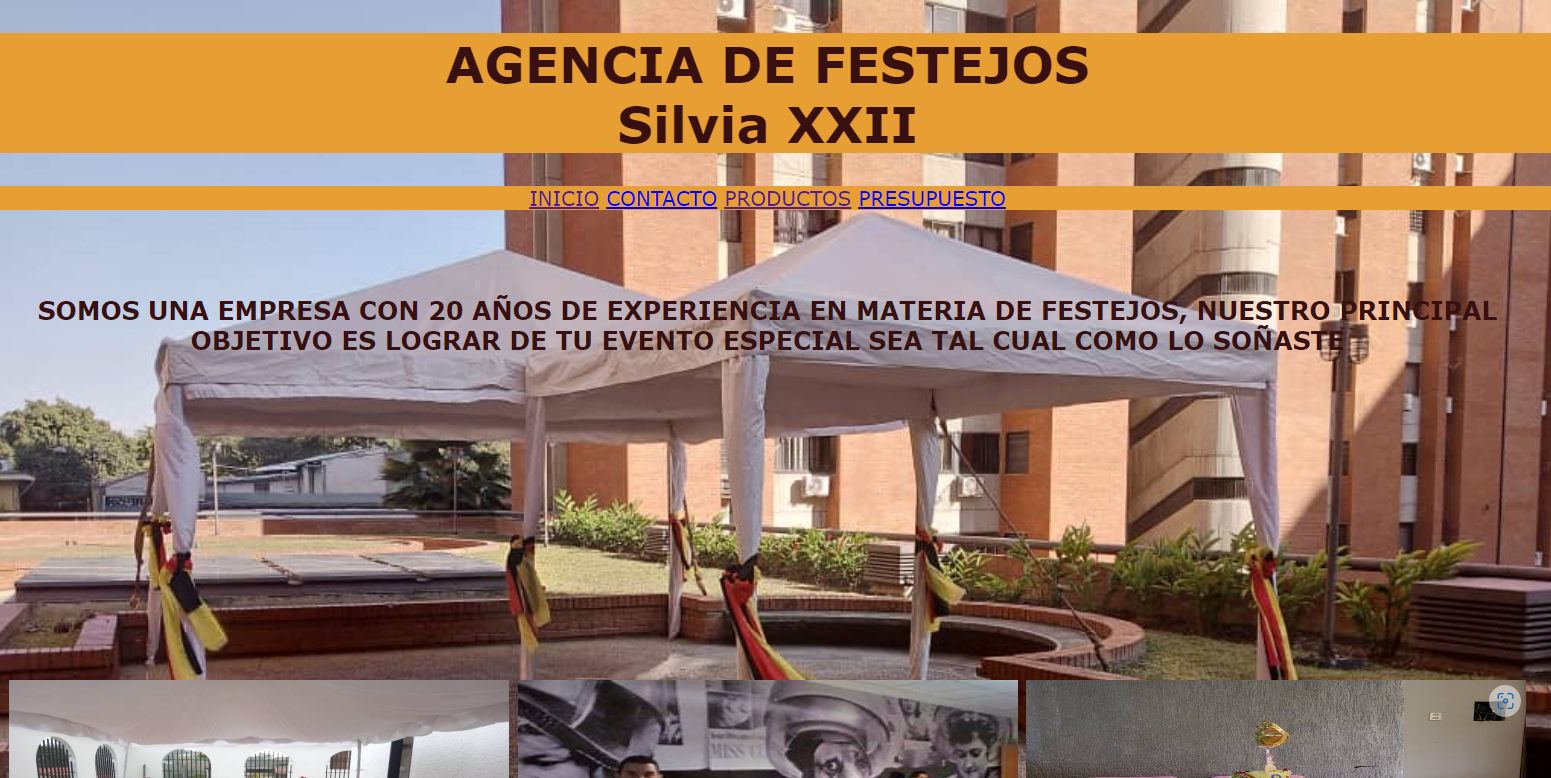 AGENCIA DE FESTEJOS
Silvia XXII
INICIO CONTACTO PRODUCTOS PRESUPUESTO
SOMOS UNA EMPRESA CON 20 AÑOS DE EXPERIENCIA EN MATERIA DE FESTEJOS, NUESTRO PRINCIPAL
OBJETIVO ES LOGRAR DE TU EVENTO ESPECIAL SEA TAL CUAL COMO LO SOÑASTE